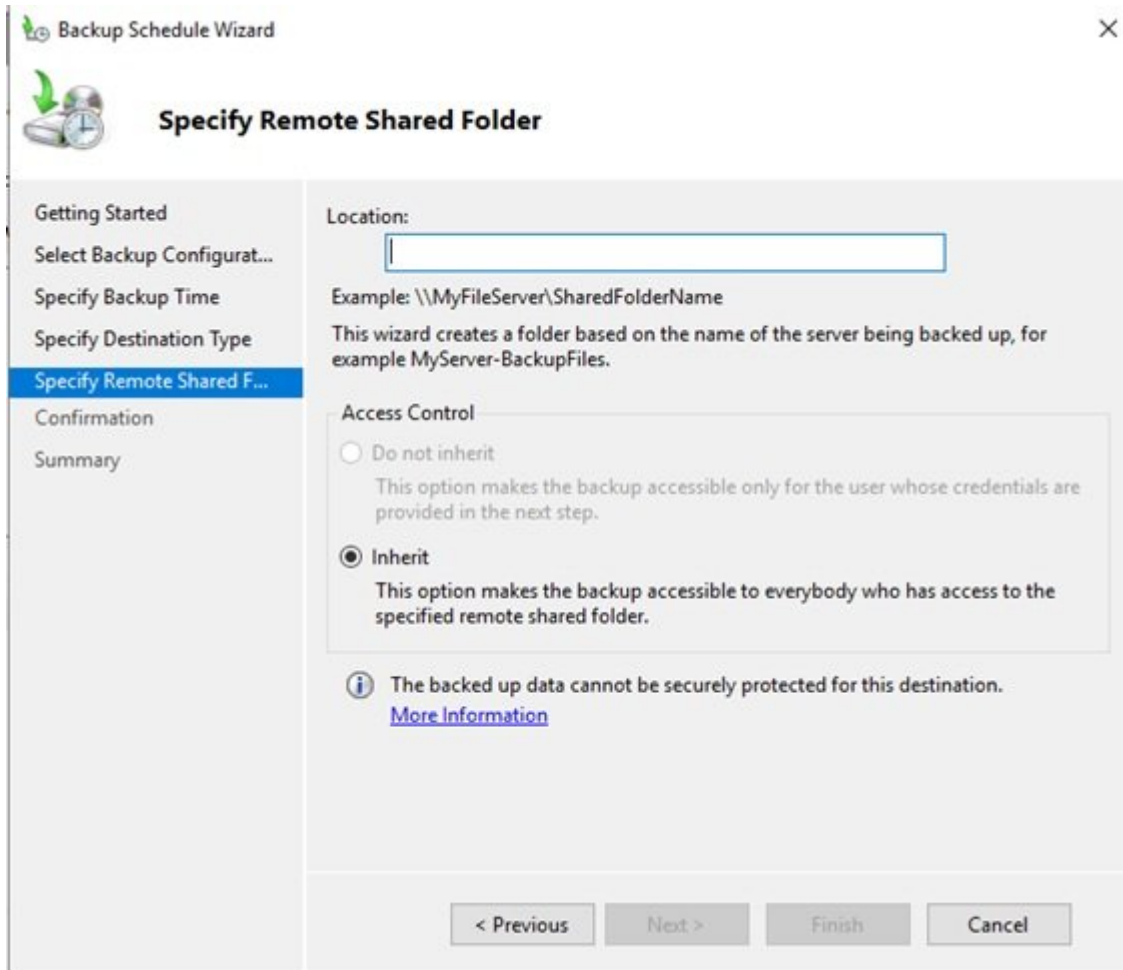 Backup Schedule Wizard
Specify Remote Shared Folder
Getting Started
Select Backup Configurat...
Specify Backup Time
Specify Destination Type
Specify Remote Shared F...
Confirmation
Summary
Location:
Example: \\MyFileServer\SharedFolderName
This wizard creates a folder based on the name of the server being backed up, for
example MyServer-BackupFiles.
Access Control
Do not inherit
This option makes the backup accessible only for the user whose credentials are
provided in the next step.
Inherit
This option makes the backup accessible to everybody who has access to the
specified remote shared folder.
The backed up data cannot be securely protected for this destination.
More Information
< Previous
Next >
Finish
Cancel